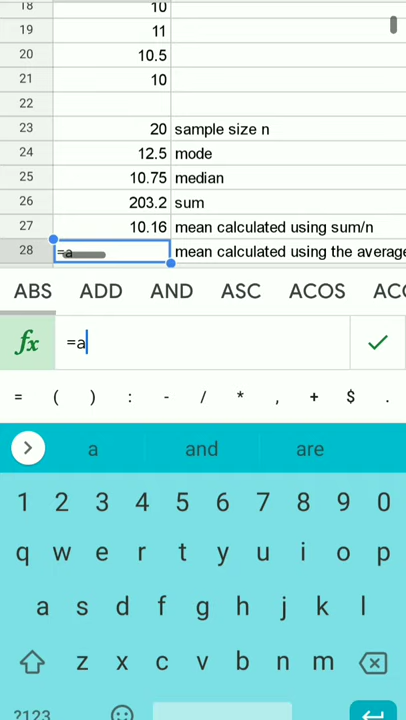 18 10
19 11
20 10.5
21 10
22
23 20 sample size n
24 12.5 mode
25 10.75 median
26 203.2 sum
27 10.16 mean calculated using sum/n
28 =a mean calculated using the average
ABS ADD AND ASC ACOS ACO
fx =a
= ( ) : - / * , + $ .
a and are
1 2 3 4 5 6 7 8 9 0
q w e r t y u i o p
a s d f g h j k l
z x c v b n m
?123